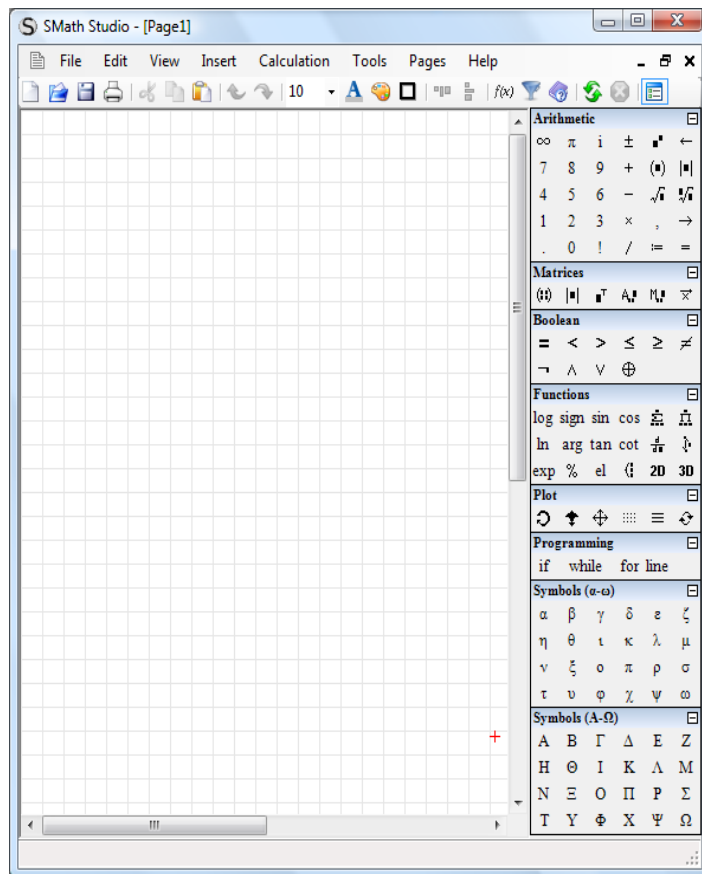 SMath Studio - [Page1]
File Edit View Insert Calculation Tools Pages Help
10 A f(x)
Arithmetic
∞ π i ± ←
7 8 9 + (∎) |∎|
4 5 6 − √
1 2 3 × , →
. 0 ! / := =
Matrices
Boolean
= < > ≤ ≥ ≠
¬ ∧ ∨ ⊕
Functions
log sign sin cos
ln arg tan cot
exp % el 2D 3D
Plot
Programming
if while for line
Symbols (α-ω)
α β γ δ ε ζ
η θ ι κ λ μ
ν ξ ο π ρ σ
τ υ φ χ ψ ω
Symbols (Α-Ω)
Α Β Γ Δ Ε Ζ
Η Θ Ι Κ Λ Μ
Ν Ξ Ο Π Ρ Σ
Τ Υ Φ Χ Ψ Ω